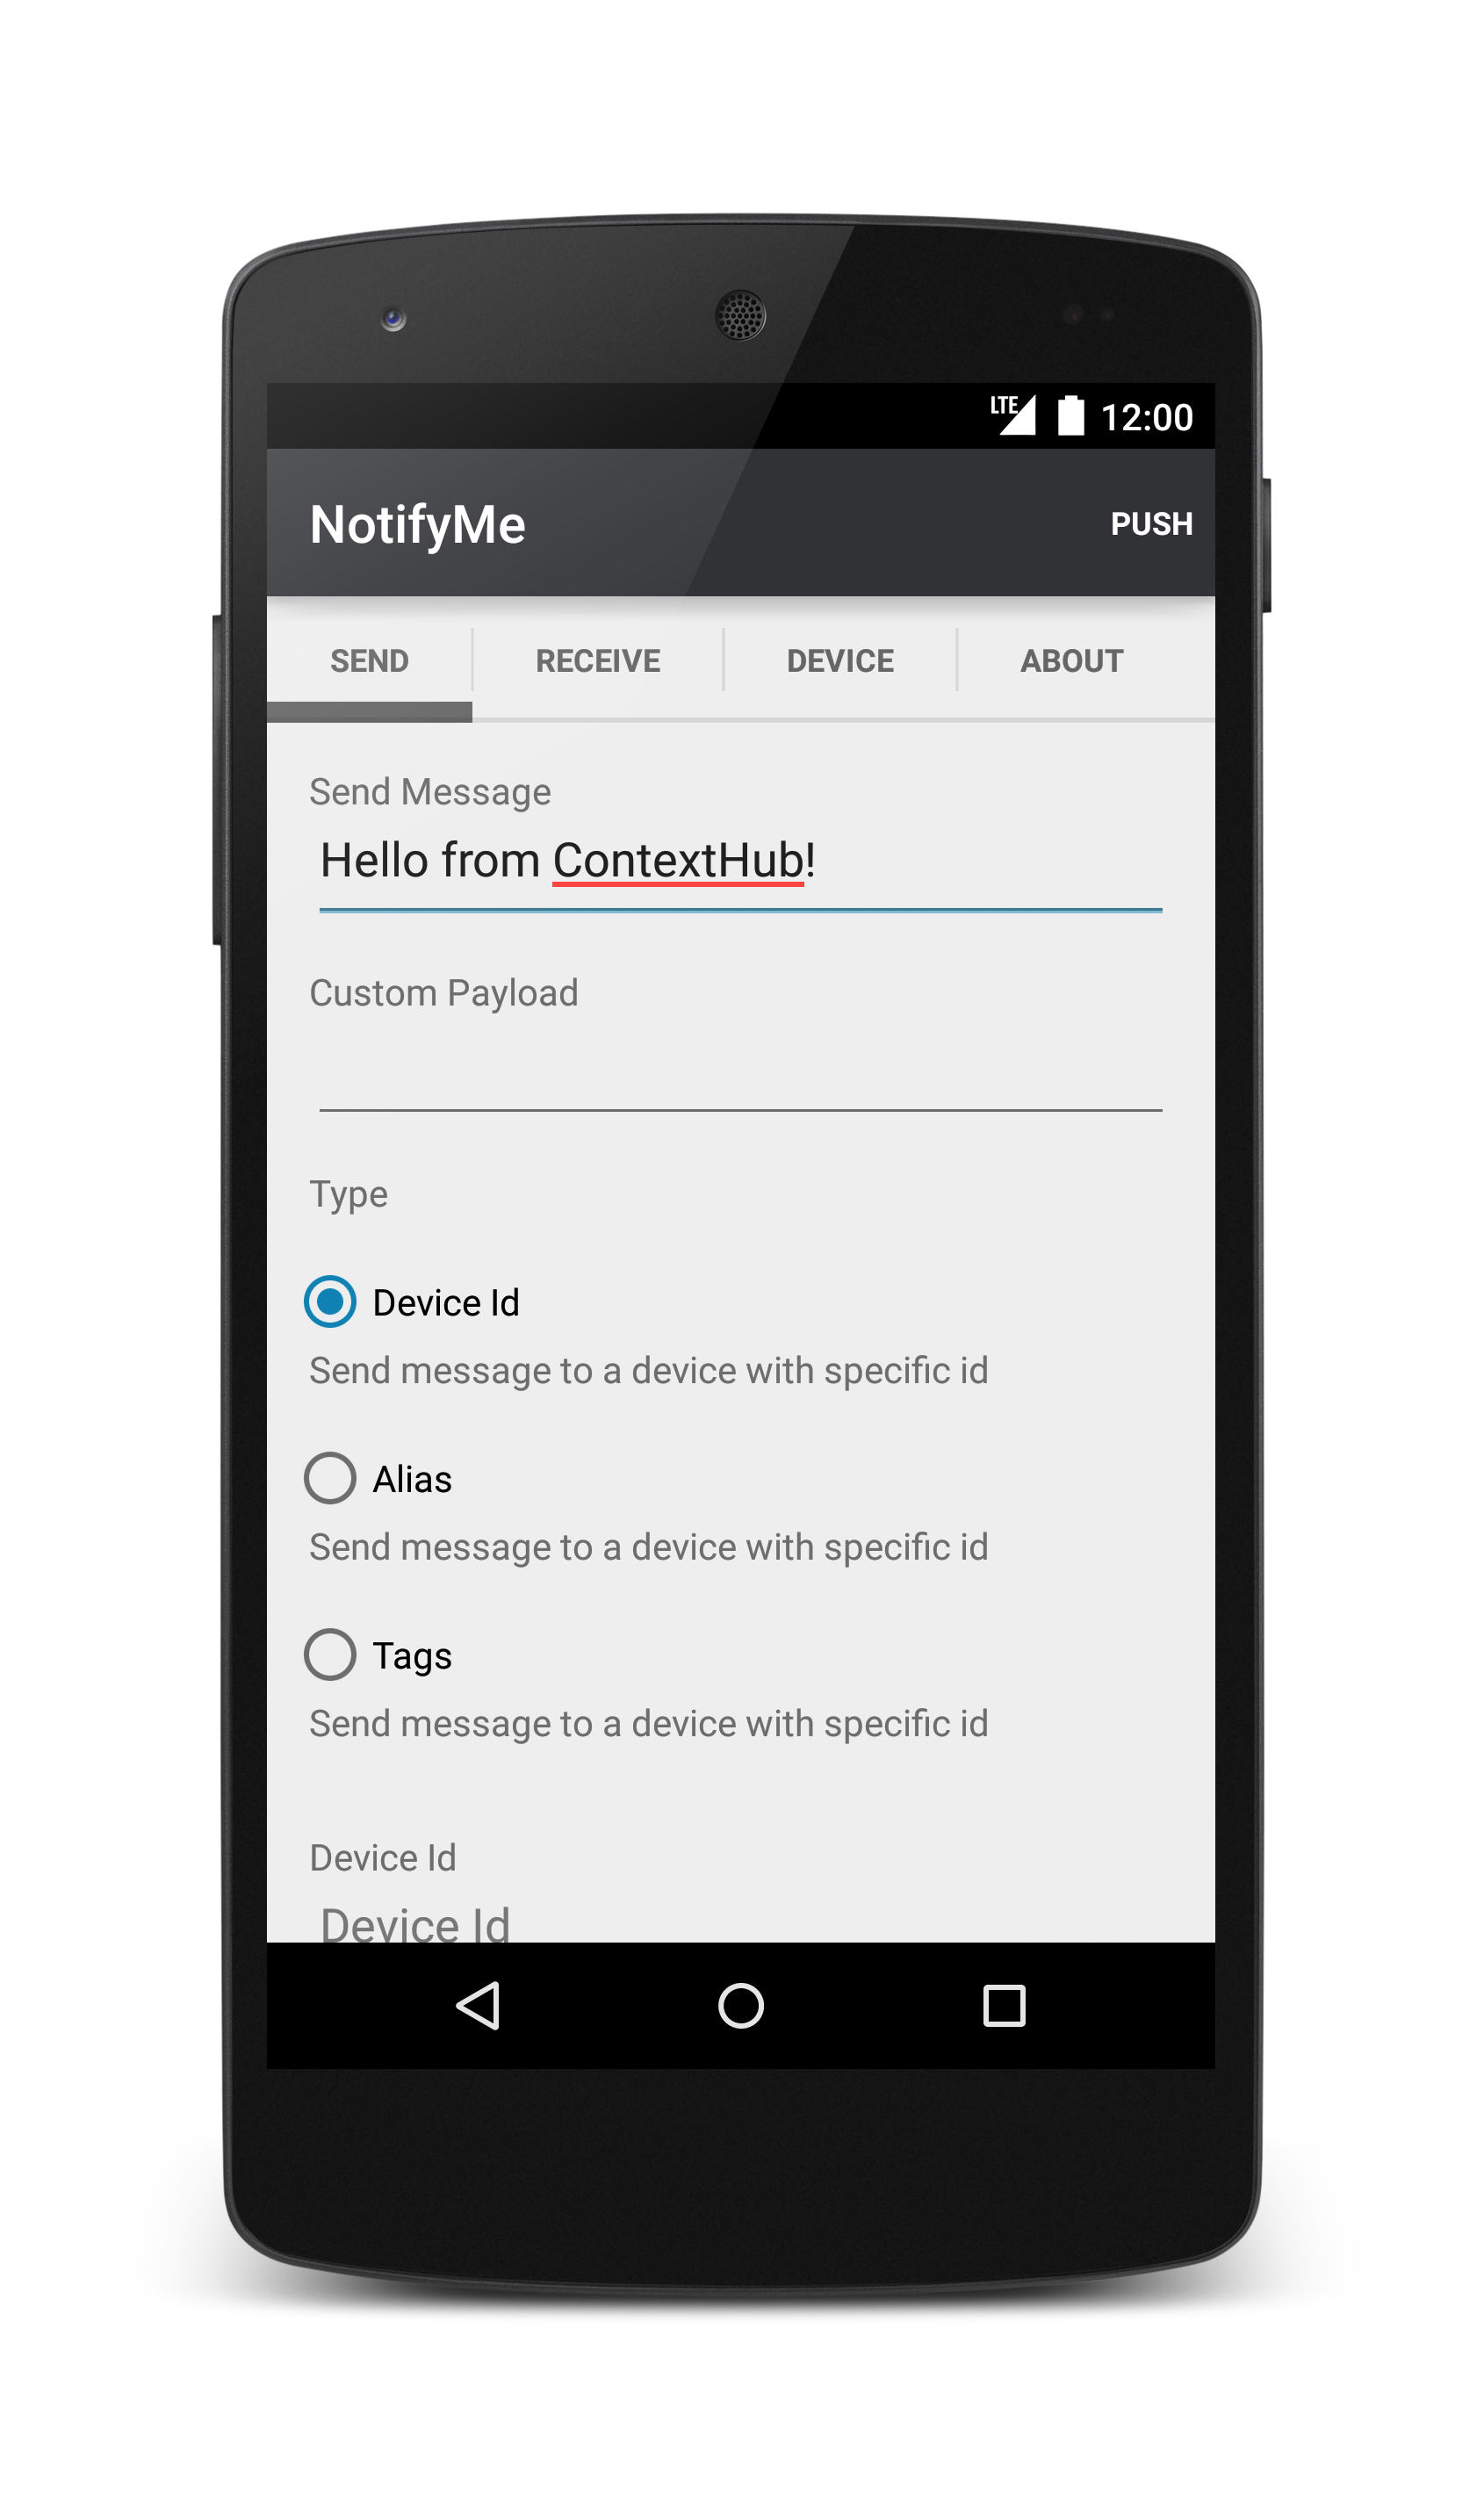 LTE 12:00
NotifyMe PUSH
SEND RECEIVE DEVICE ABOUT
Send Message
Hello from ContextHub!
Custom Payload
Type
Device Id
Send message to a device with specific id
Alias
Send message to a device with specific id
Tags
Send message to a device with specific id
Device Id
Device Id